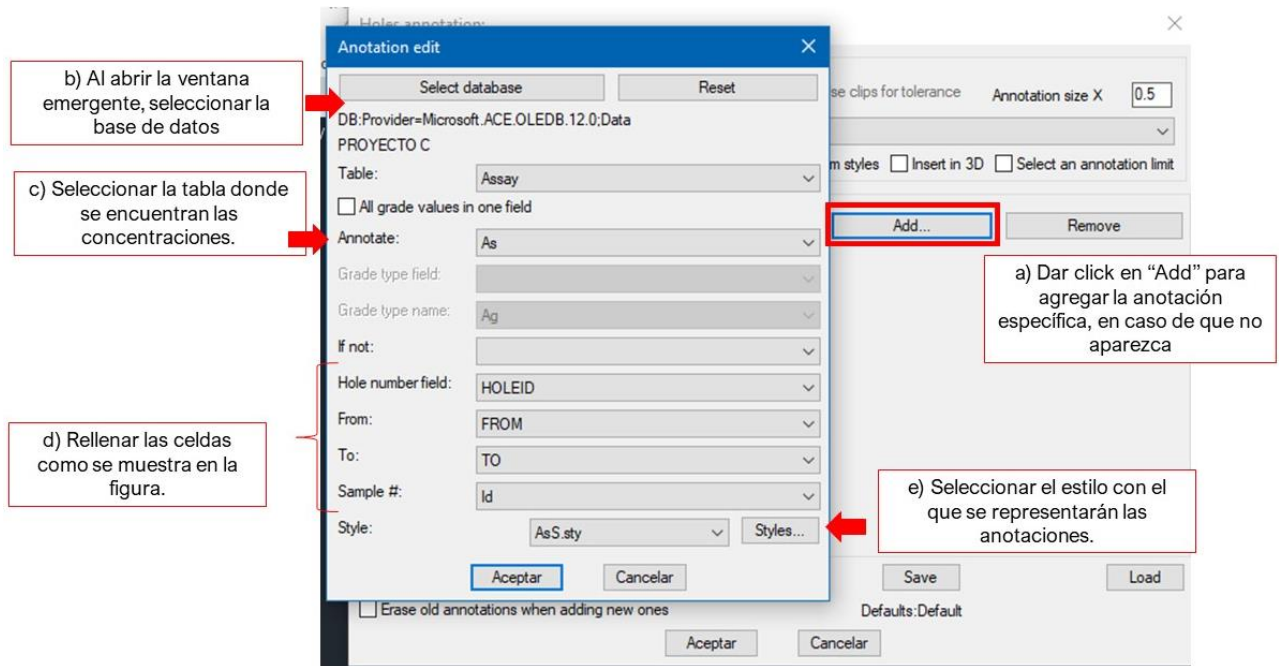 Holes annotation:
Anotation edit
b) Al abrir la ventana
emergente, seleccionar la
base de datos
Select database
Reset
DB:Provider=Microsoft.ACE.OLEDB.12.0;Data
PROYECTO C
se clips for tolerance
Annotation size X
0.5
m styles
Insert in 3D
Select an annotation limit
Table:
Assay
c) Seleccionar la tabla donde
se encuentran las
concentraciones.
All grade values in one field
Annotate:
As
Add...
Remove
Grade type field:
Grade type name:
Ag
a) Dar click en “Add” para
agregar la anotación
específica, en caso de que no
aparezca
If not:
Hole number field:
HOLEID
From:
FROM
To:
TO
Sample #:
Id
d) Rellenar las celdas
como se muestra en la
figura.
Style:
AsS.sty
Styles...
e) Seleccionar el estilo con el
que se representarán las
anotaciones.
Aceptar
Cancelar
Save
Load
Erase old annotations when adding new ones
Defaults:Default
Aceptar
Cancelar